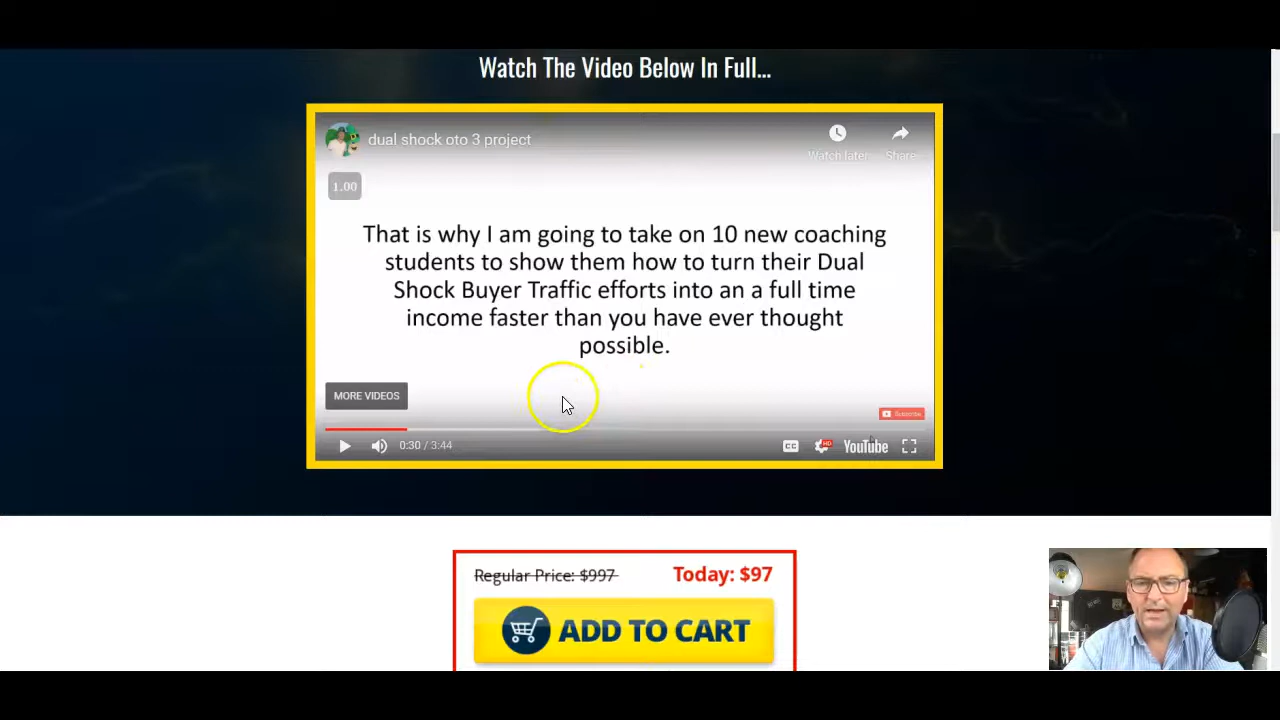 Watch The Video Below In Full...
dual shock oto 3 project
Watch later
Share
1.00
That is why I am going to take on 10 new coaching
students to show them how to turn their Dual
Shock Buyer Traffic efforts into an a full time
income faster than you have ever thought
possible.
MORE VIDEOS
Subscribe
0:30 / 3:44
CC
HD
YouTube
Regular Price: $997
Today: $97
ADD TO CART